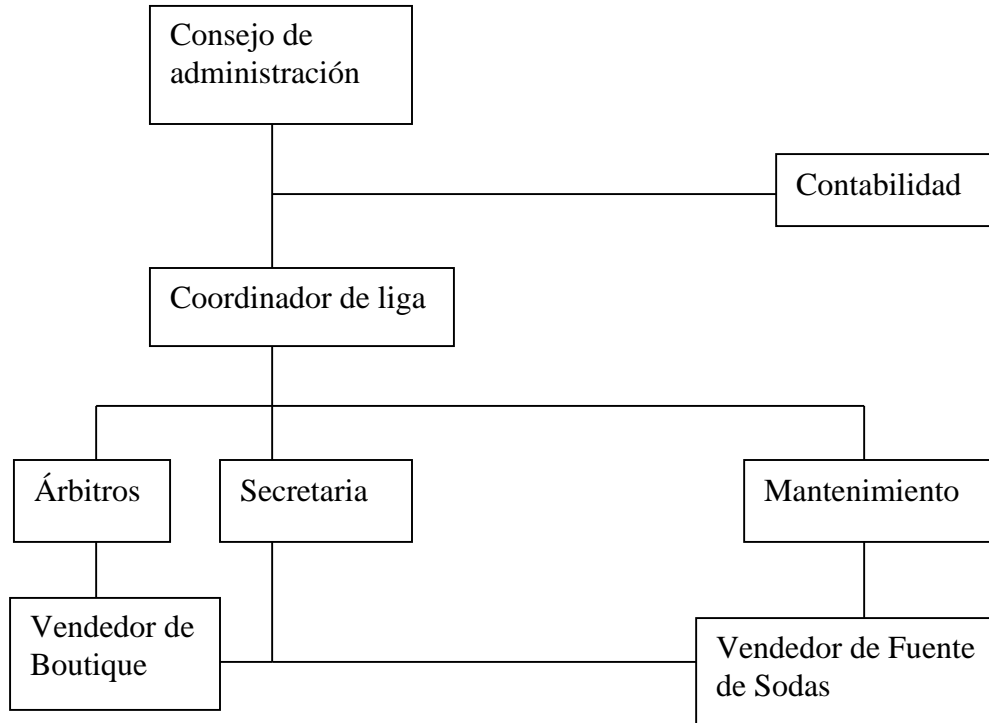 Consejo de
administración
Contabilidad
Coordinador de liga
Árbitros
Secretaria
Mantenimiento
Vendedor de
Boutique
Vendedor de Fuente
de Sodas